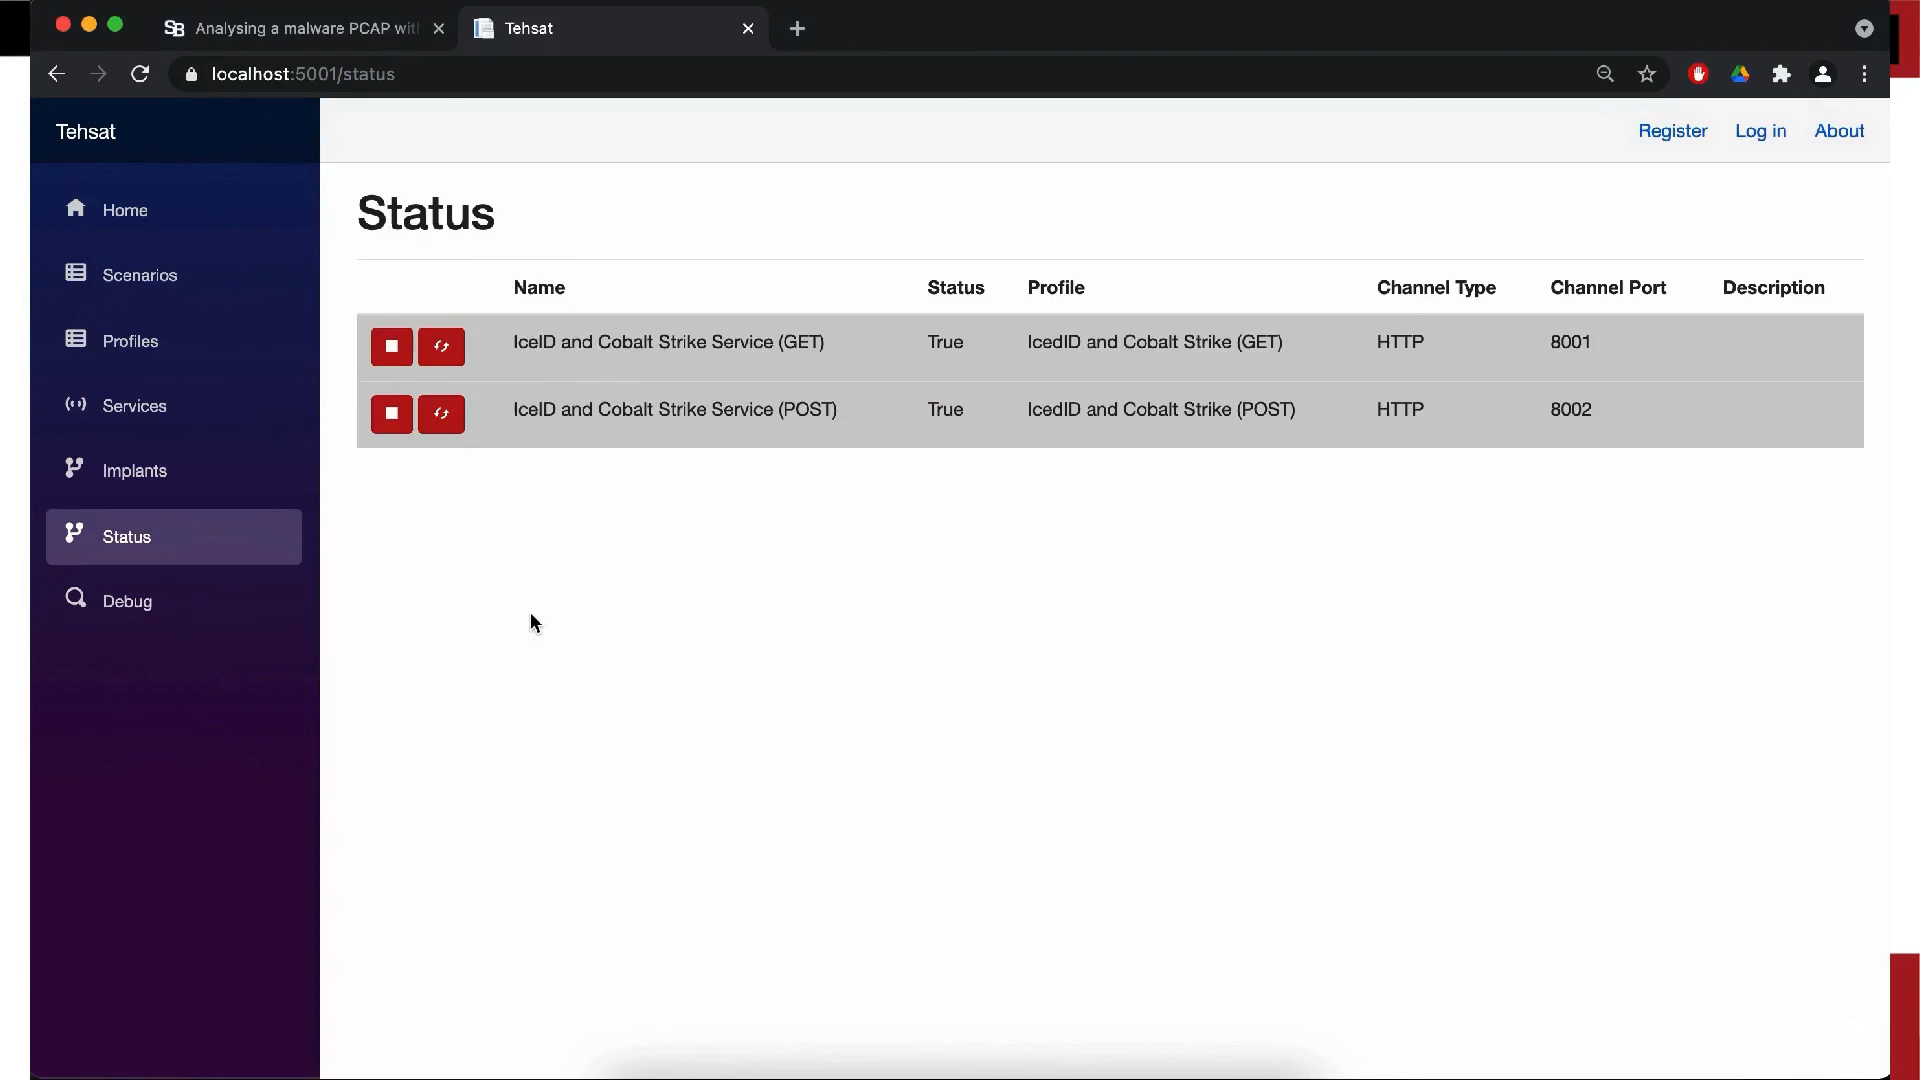 SB Analysing a malware PCAP wit
Tehsat
localhost:5001/status
Tehsat
Register Log in About
Home
Scenarios
Profiles
Services
Implants
Status
Debug
Status
Name Status Profile Channel Type Channel Port Description
IceID and Cobalt Strike Service (GET) True IcedID and Cobalt Strike (GET) HTTP 8001
IceID and Cobalt Strike Service (POST) True IcedID and Cobalt Strike (POST) HTTP 8002